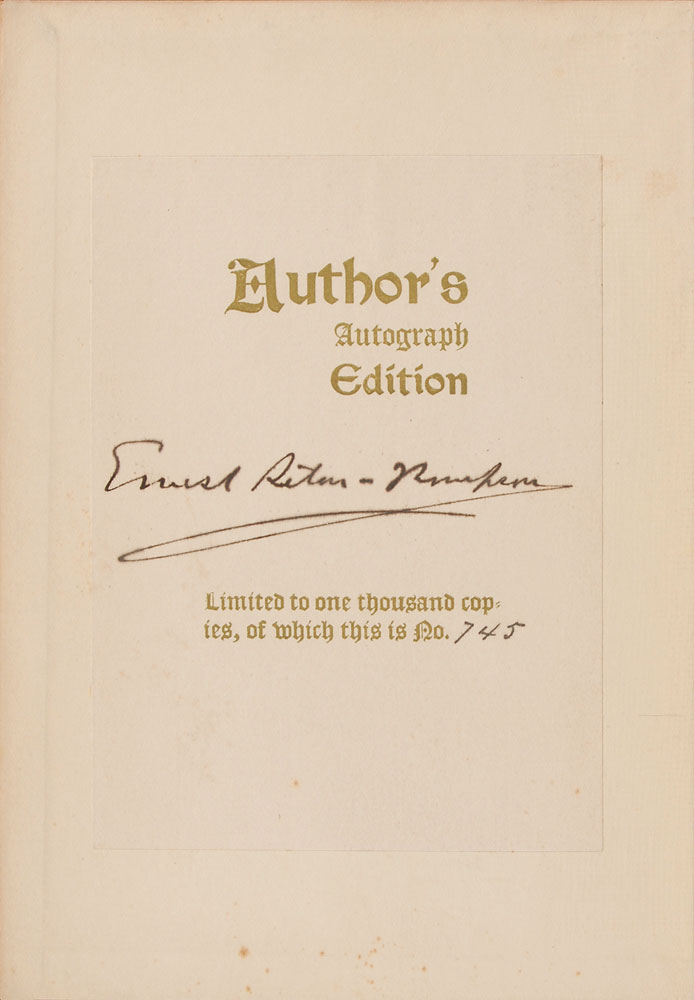 Author's
Autograph
Edition
Ernest Seton-Thompson
Limited to one thousand cop=
ies, of which this is No. 745